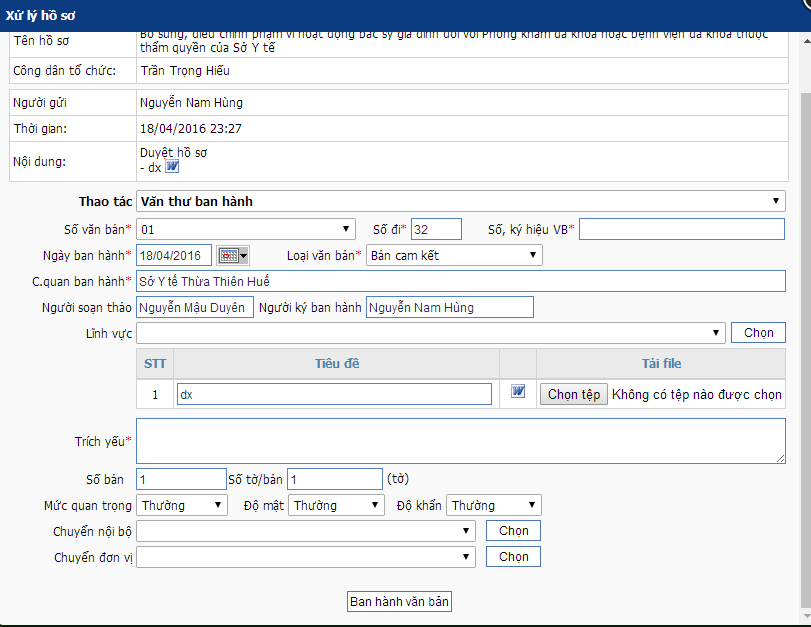 Xử lý hồ sơ
Tên hồ sơ
Bổ sung, điều chỉnh phạm vi hoạt động bác sỹ gia đình đối với Phòng khám đa khoa hoặc bệnh viện đa khoa thuộc
thẩm quyền của Sở Y tế
Công dân tổ chức: Trần Trọng Hiếu
Người gửi Nguyễn Nam Hùng
Thời gian: 18/04/2016 23:27
Nội dung: Duyệt hồ sơ
- dx
Thao tác Văn thư ban hành
Số văn bản* 01 Số đi* 32 Số, ký hiệu VB*
Ngày ban hành* 18/04/2016 Loại văn bản* Bản cam kết
C.quan ban hành* Sở Y tế Thừa Thiên Huế
Người soạn thảo Nguyễn Mậu Duyên Người ký ban hành Nguyễn Nam Hùng
Lĩnh vực Chọn
STT Tiêu đề Tải file
1 dx Chọn tệp Không có tệp nào được chọn
Trích yếu*
Số bản 1 Số tờ/bản 1 (tờ)
Mức quan trọng Thường Độ mật Thường Độ khẩn Thường
Chuyển nội bộ Chọn
Chuyển đơn vị Chọn
Ban hành văn bản